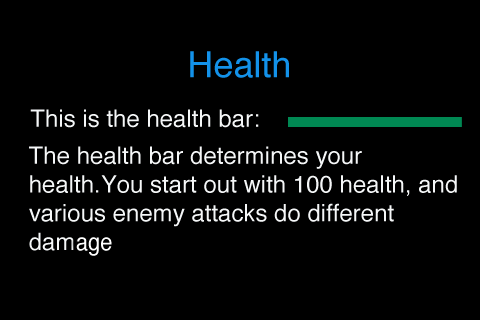 Health
This is the health bar:
The health bar determines your
health.You start out with 100 health, and
various enemy attacks do different
damage